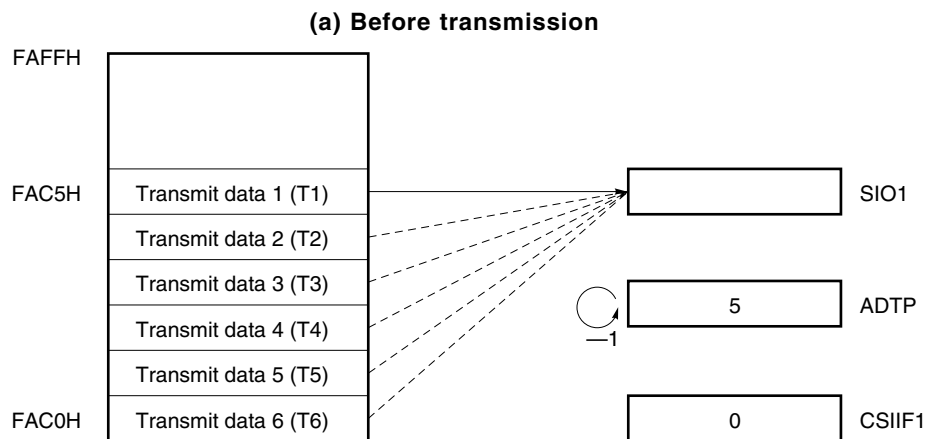 (a) Before transmission
FAFFH
FAC5H Transmit data 1 (T1) SIO1
Transmit data 2 (T2)
Transmit data 3 (T3)
5 ADTP
Transmit data 4 (T4)
—1
Transmit data 5 (T5)
FAC0H Transmit data 6 (T6) 0 CSIIF1